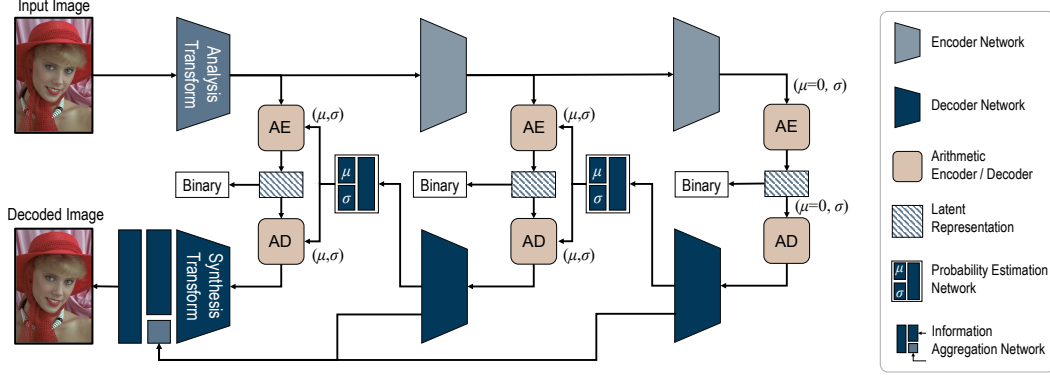 Input Image
Analysis
Transform
AE
(μ,σ)
AE
(μ,σ)
(μ=0, σ)
AE
Binary
μ
σ
Binary
μ
σ
Binary
(μ=0, σ)
Decoded Image
AD
(μ,σ)
AD
(μ,σ)
AD
Synthesis
Transform
Encoder Network
Decoder Network
Arithmetic
Encoder / Decoder
Latent
Representation
μ
σ
Probability Estimation
Network
Information
Aggregation Network